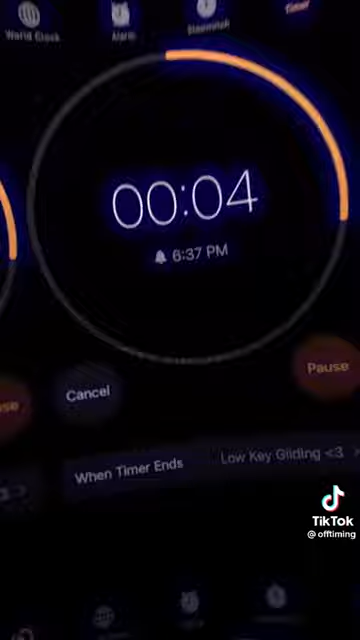 World Clock
Alarm
Stopwatch
Timer
00:04
6:37 PM
Cancel
Pause
When Timer Ends
Low Key Gliding <3
TikTok
@offtiming